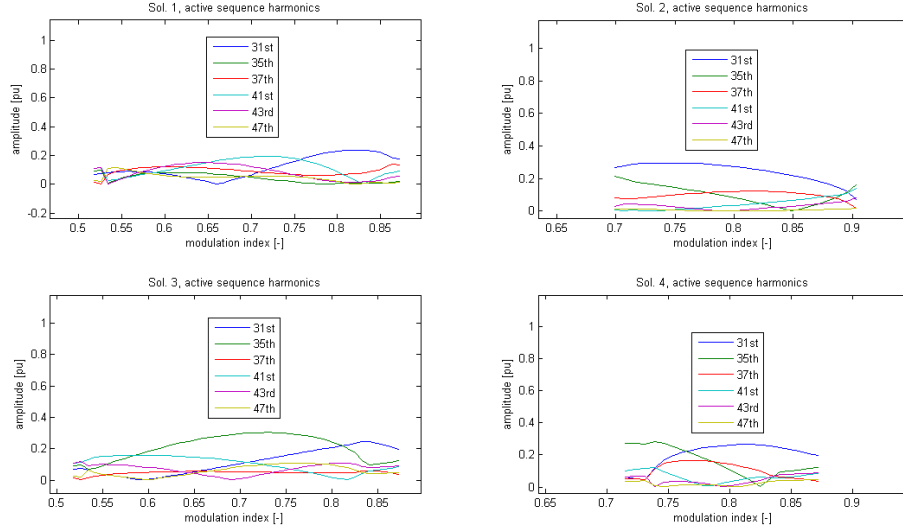 Sol. 1, active sequence harmonics
amplitude [pu]
1
0.8
0.6
0.4
0.2
0
-0.2
31st
35th
37th
41st
43rd
47th
0.5 0.55 0.6 0.65 0.7 0.75 0.8 0.85
modulation index [-]
Sol. 2, active sequence harmonics
amplitude [pu]
1
0.8
0.6
0.4
0.2
0
31st
35th
37th
41st
43rd
47th
0.65 0.7 0.75 0.8 0.85 0.9
modulation index [-]
Sol. 3, active sequence harmonics
amplitude [pu]
1
0.8
0.6
0.4
0.2
0
31st
35th
37th
41st
43rd
47th
0.5 0.55 0.6 0.65 0.7 0.75 0.8 0.85
modulation index [-]
Sol. 4, active sequence harmonics
amplitude [pu]
1
0.8
0.6
0.4
0.2
0
31st
35th
37th
41st
43rd
47th
0.65 0.7 0.75 0.8 0.85 0.9
modulation index [-]